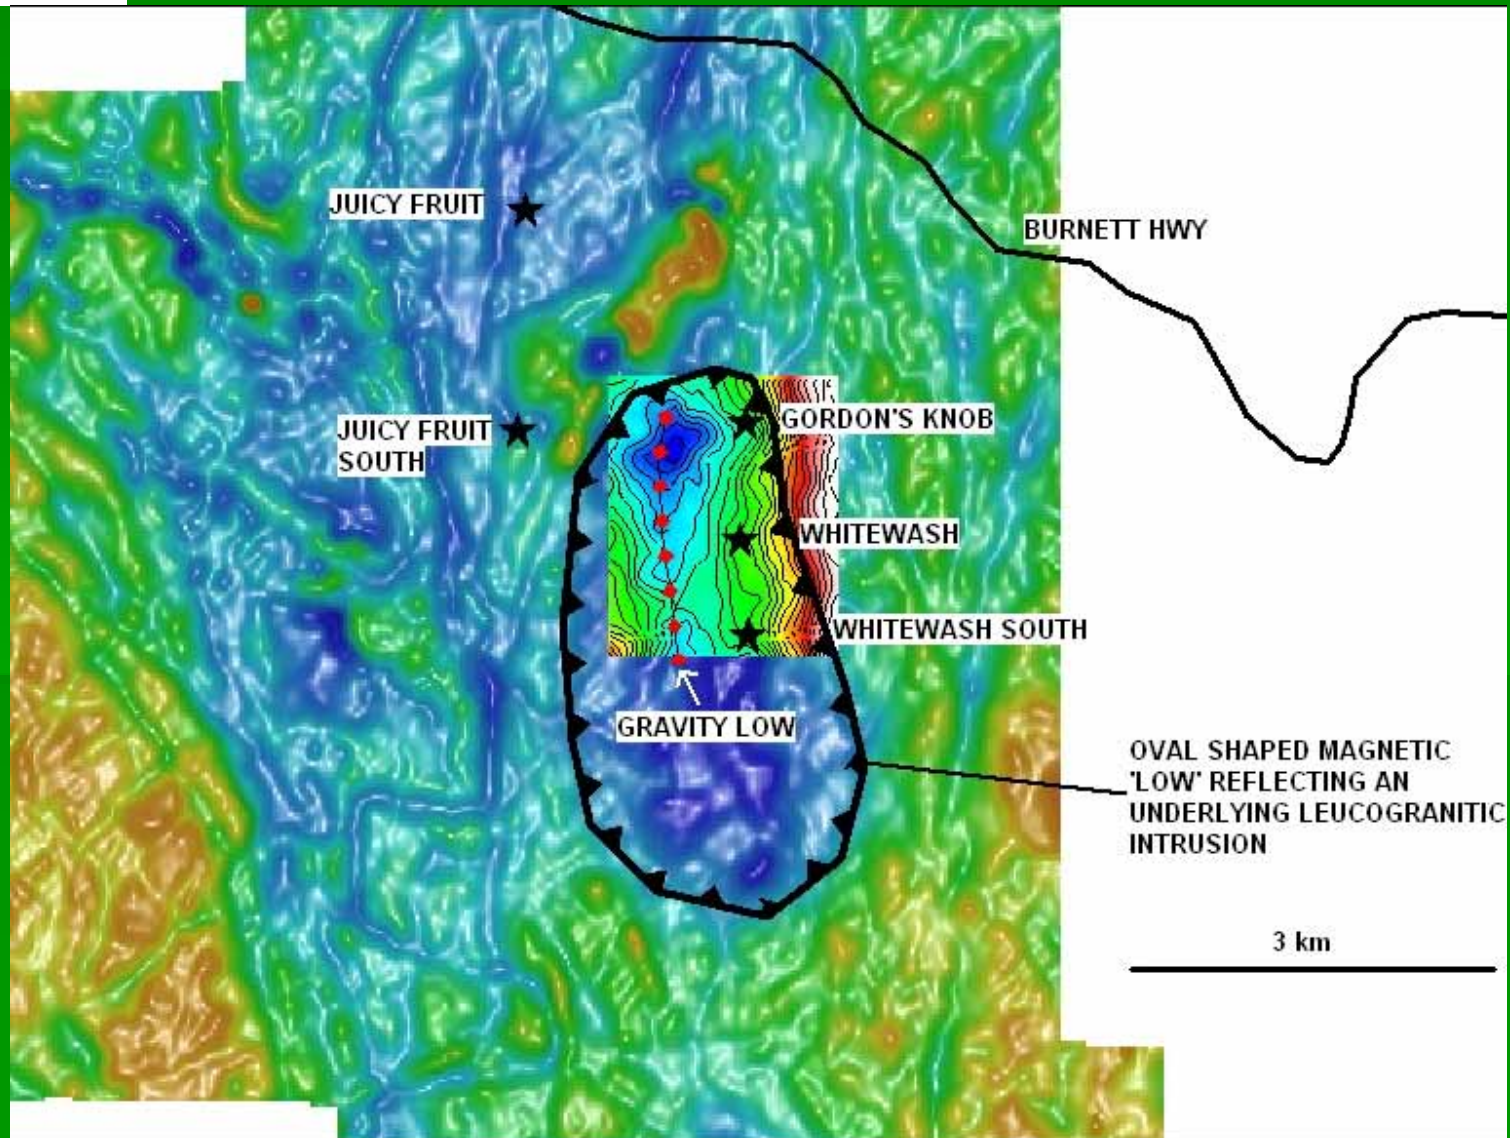 JUICY FRUIT
BURNETT HWY
GORDON'S KNOB
JUICY FRUIT
SOUTH
WHITEWASH
WHITEWASH SOUTH
GRAVITY LOW
OVAL SHAPED MAGNETIC
'LOW' REFLECTING AN
UNDERLYING LEUCOGRANITIC
INTRUSION
3 km